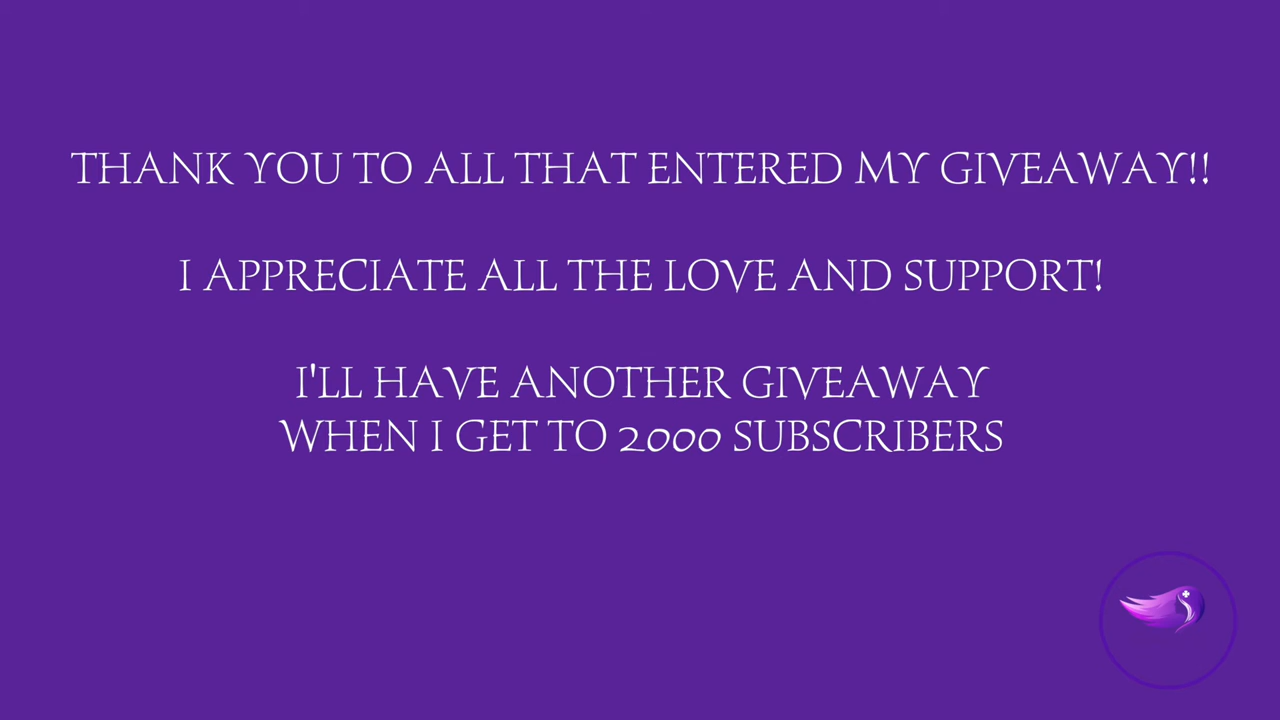 THANK YOU TO ALL THAT ENTERED MY GIVEAWAY!!
I APPRECIATE ALL THE LOVE AND SUPPORT!
I'LL HAVE ANOTHER GIVEAWAY
WHEN I GET TO 2000 SUBSCRIBERS